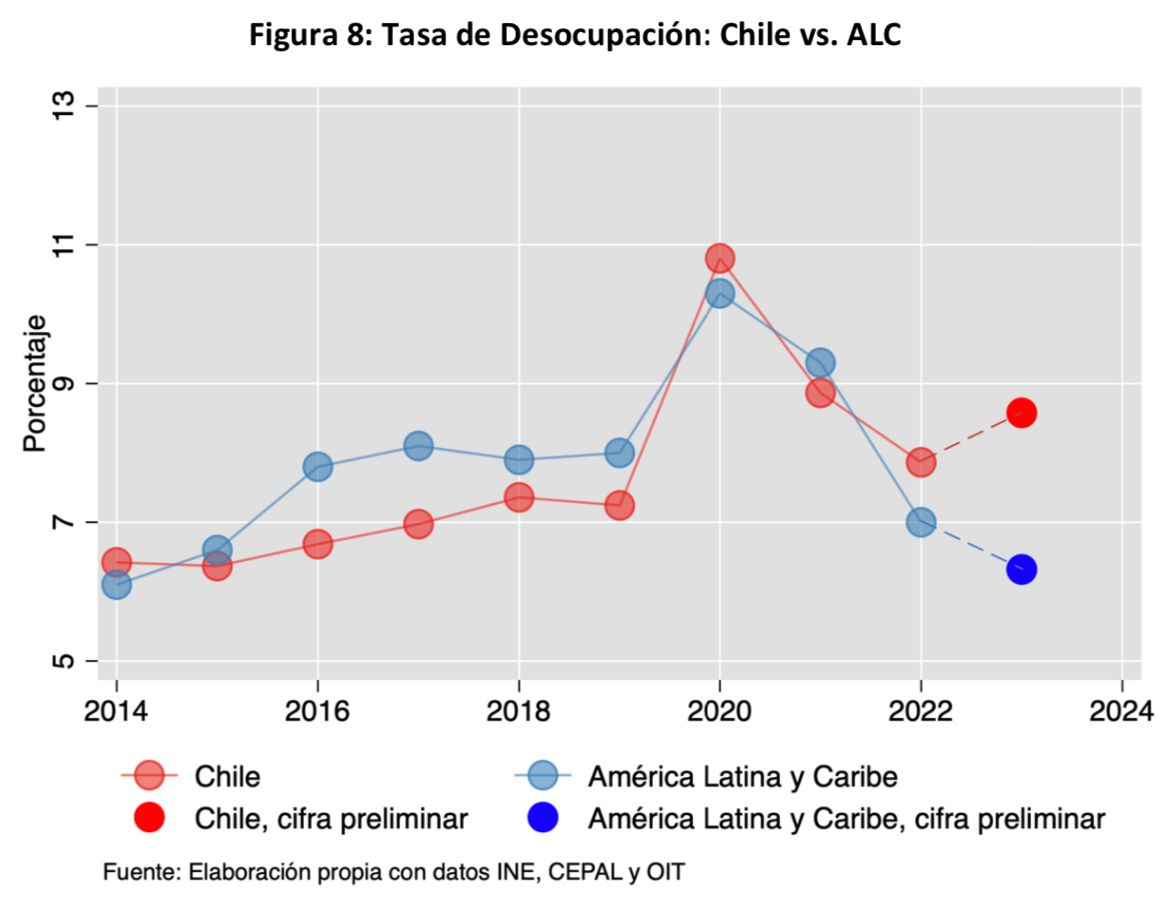 Figura 8: Tasa de Desocupación: Chile vs. ALC
Porcentaje
13
11
9
7
5
2014 2016 2018 2020 2022 2024
Chile América Latina y Caribe
Chile, cifra preliminar América Latina y Caribe, cifra preliminar
Fuente: Elaboración propia con datos INE, CEPAL y OIT